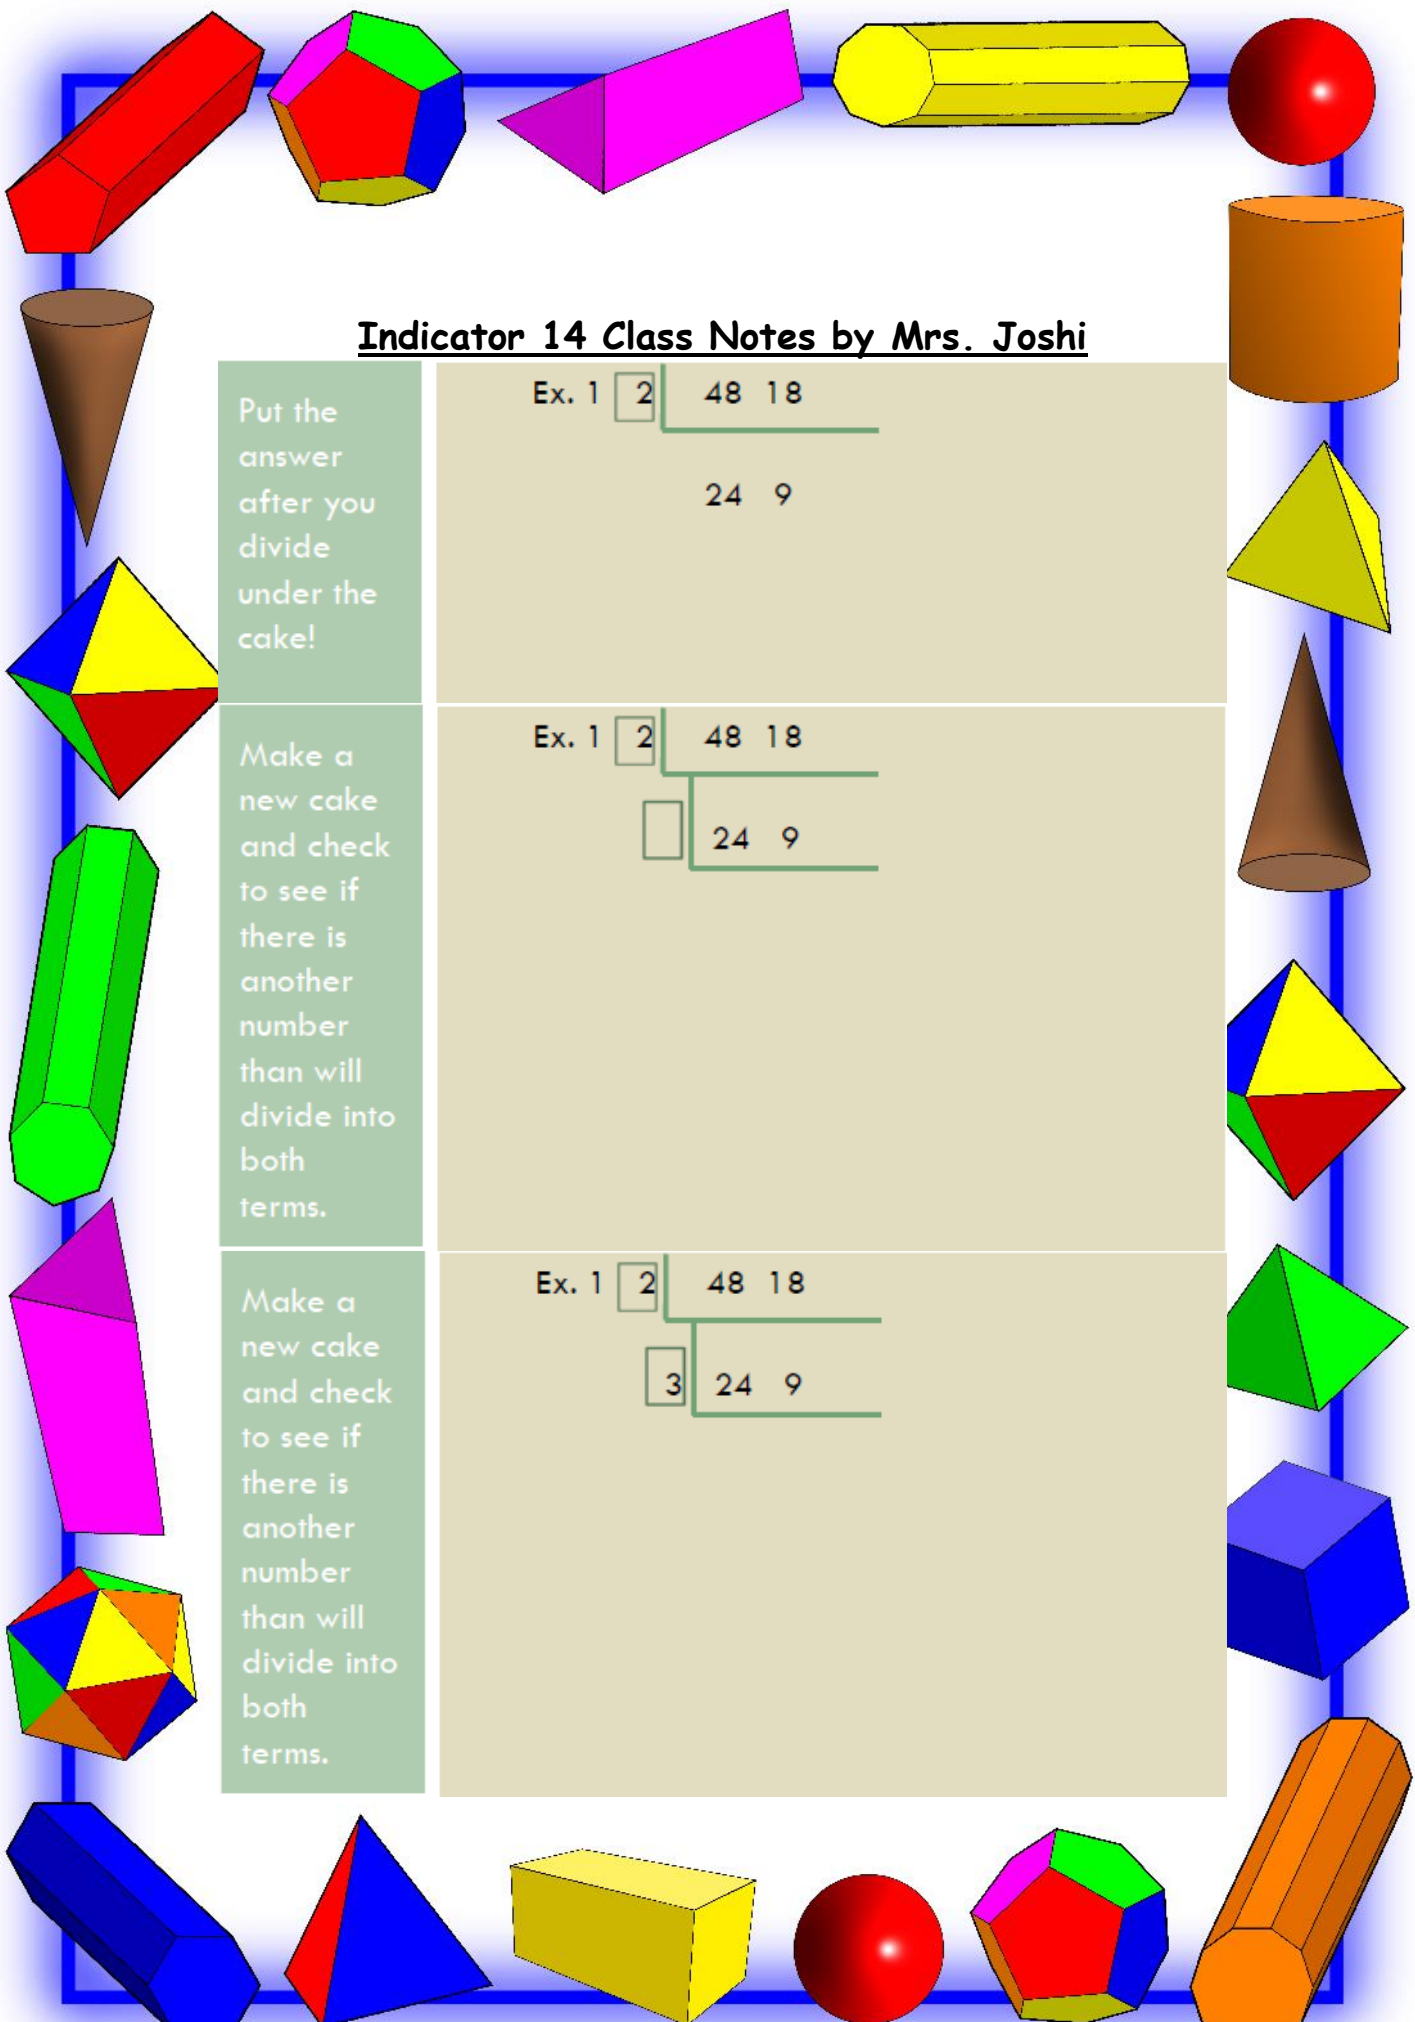 Indicator 14 Class Notes by Mrs. Joshi
Put the
answer
after you
divide
under the
cake!
Ex. 1 2 48 18
24 9
Make a
new cake
and check
to see if
there is
another
number
than will
divide into
both
terms.
Ex. 1 2 48 18
24 9
Make a
new cake
and check
to see if
there is
another
number
than will
divide into
both
terms.
Ex. 1 2 48 18
3 24 9